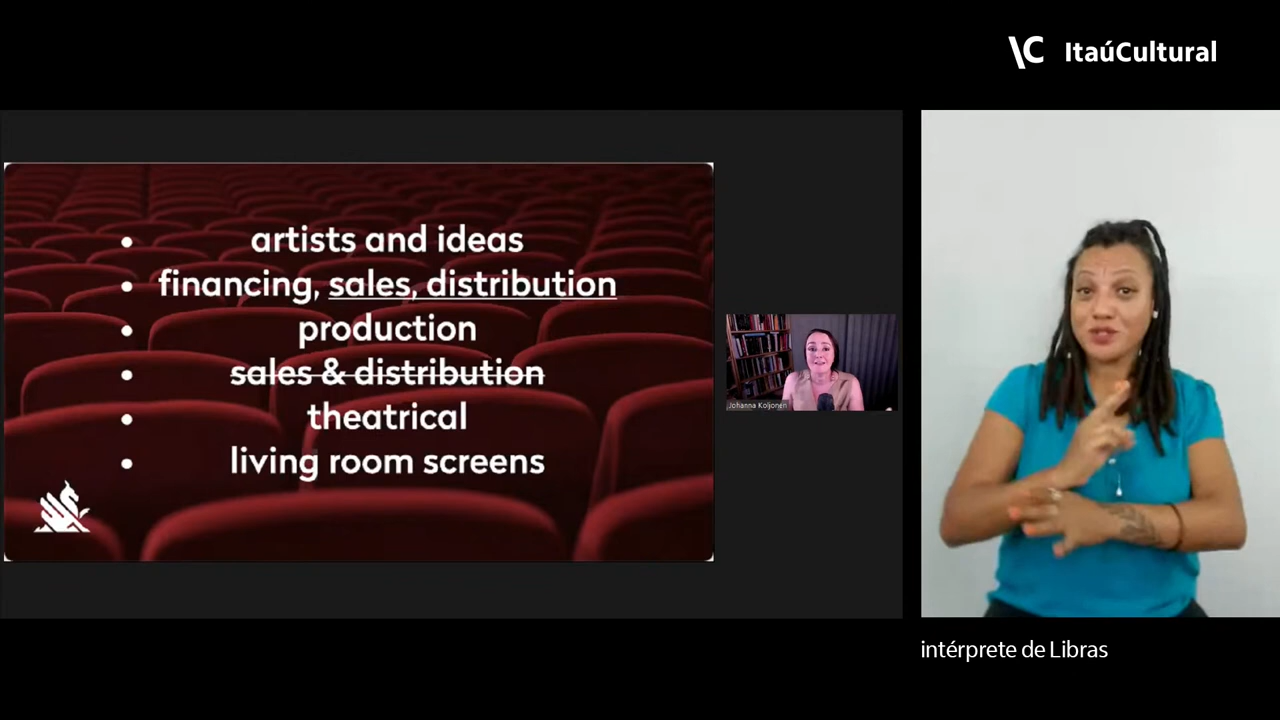 \C ItaúCultural
• artists and ideas
• financing, sales, distribution
• production
• sales & distribution
• theatrical
• living room screens
Johanna Koljonen
intérprete de Libras